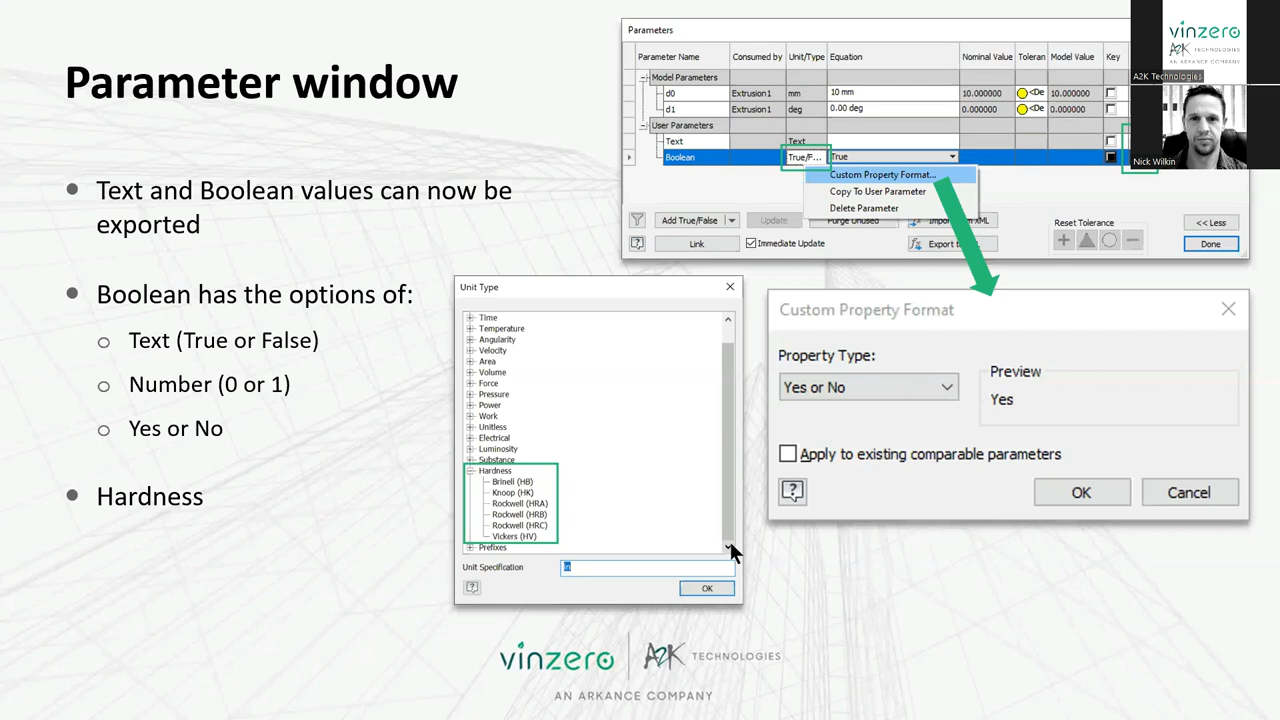 Parameter window
Text and Boolean values can now be
exported
Boolean has the options of:
Text (True or False)
Number (0 or 1)
Yes or No
Hardness
Parameters
Parameter Name Consumed by Unit/Type Equation Nominal Value Toleran Model Value Key
Model Parameters
d0 Extrusion1 mm 10 mm 10.000000 <De 10.000000
d1 Extrusion1 deg 0.00 deg 0.000000 <De 0.000000
User Parameters
Text Text
Boolean True/F... True
Custom Property Format...
Copy To User Parameter
Delete Parameter
Add True/False Update Purge Unused XML
Link Immediate Update Export
Reset Tolerance
<< Less
Done
vinzero
A2K TECHNOLOGIES
AN ARKANCE COMPANY
A2K Technologies
Nick Wilkin
Unit Type
Time
Temperature
Angularity
Velocity
Area
Volume
Force
Pressure
Power
Work
Unitless
Electrical
Luminosity
Substance
Hardness
Brinell (HB)
Knoop (HK)
Rockwell (HRA)
Rockwell (HRB)
Rockwell (HRC)
Vickers (HV)
Prefixes
Unit Specification in
OK
Custom Property Format
Property Type:
Yes or No
Preview
Yes
Apply to existing comparable parameters
OK Cancel
vinzero A2K TECHNOLOGIES
AN ARKANCE COMPANY